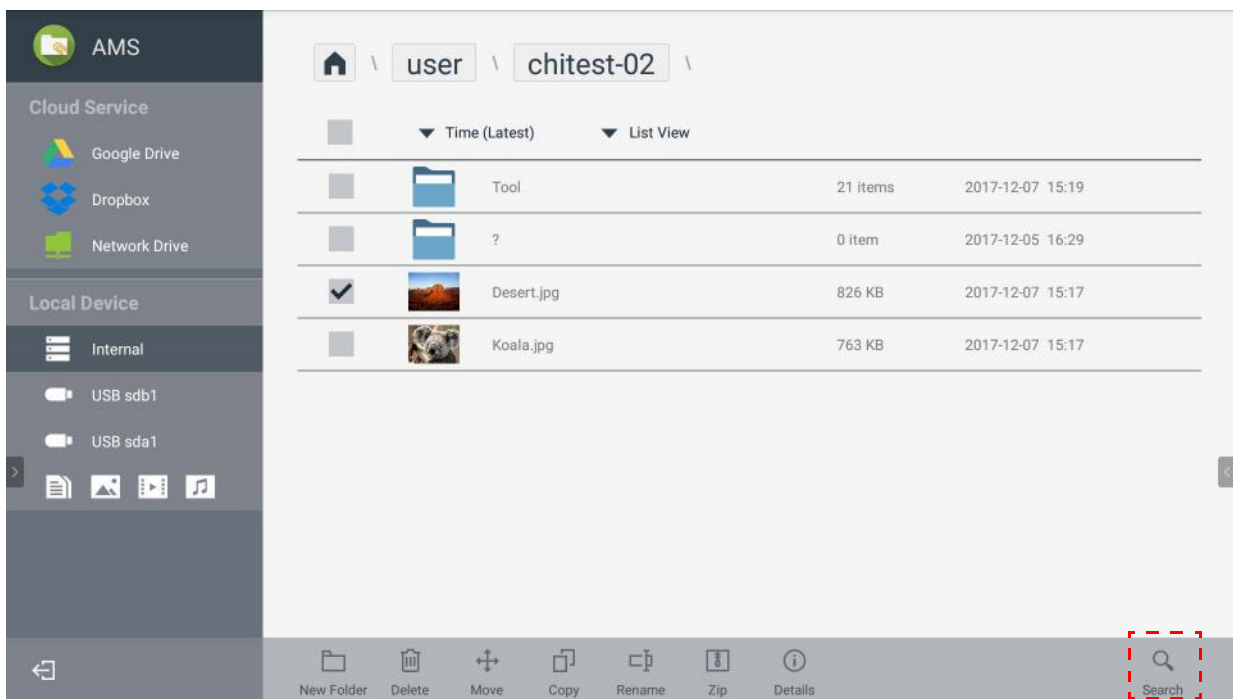 AMS
Cloud Service
Google Drive
Dropbox
Network Drive
Local Device
Internal
USB sdb1
USB sda1
\ user \ chitest-02 \
Time (Latest) List View
Tool 21 items 2017-12-07 15:19
? 0 item 2017-12-05 16:29
Desert.jpg 826 KB 2017-12-07 15:17
Koala.jpg 763 KB 2017-12-07 15:17
New Folder Delete Move Copy Rename Zip Details Search